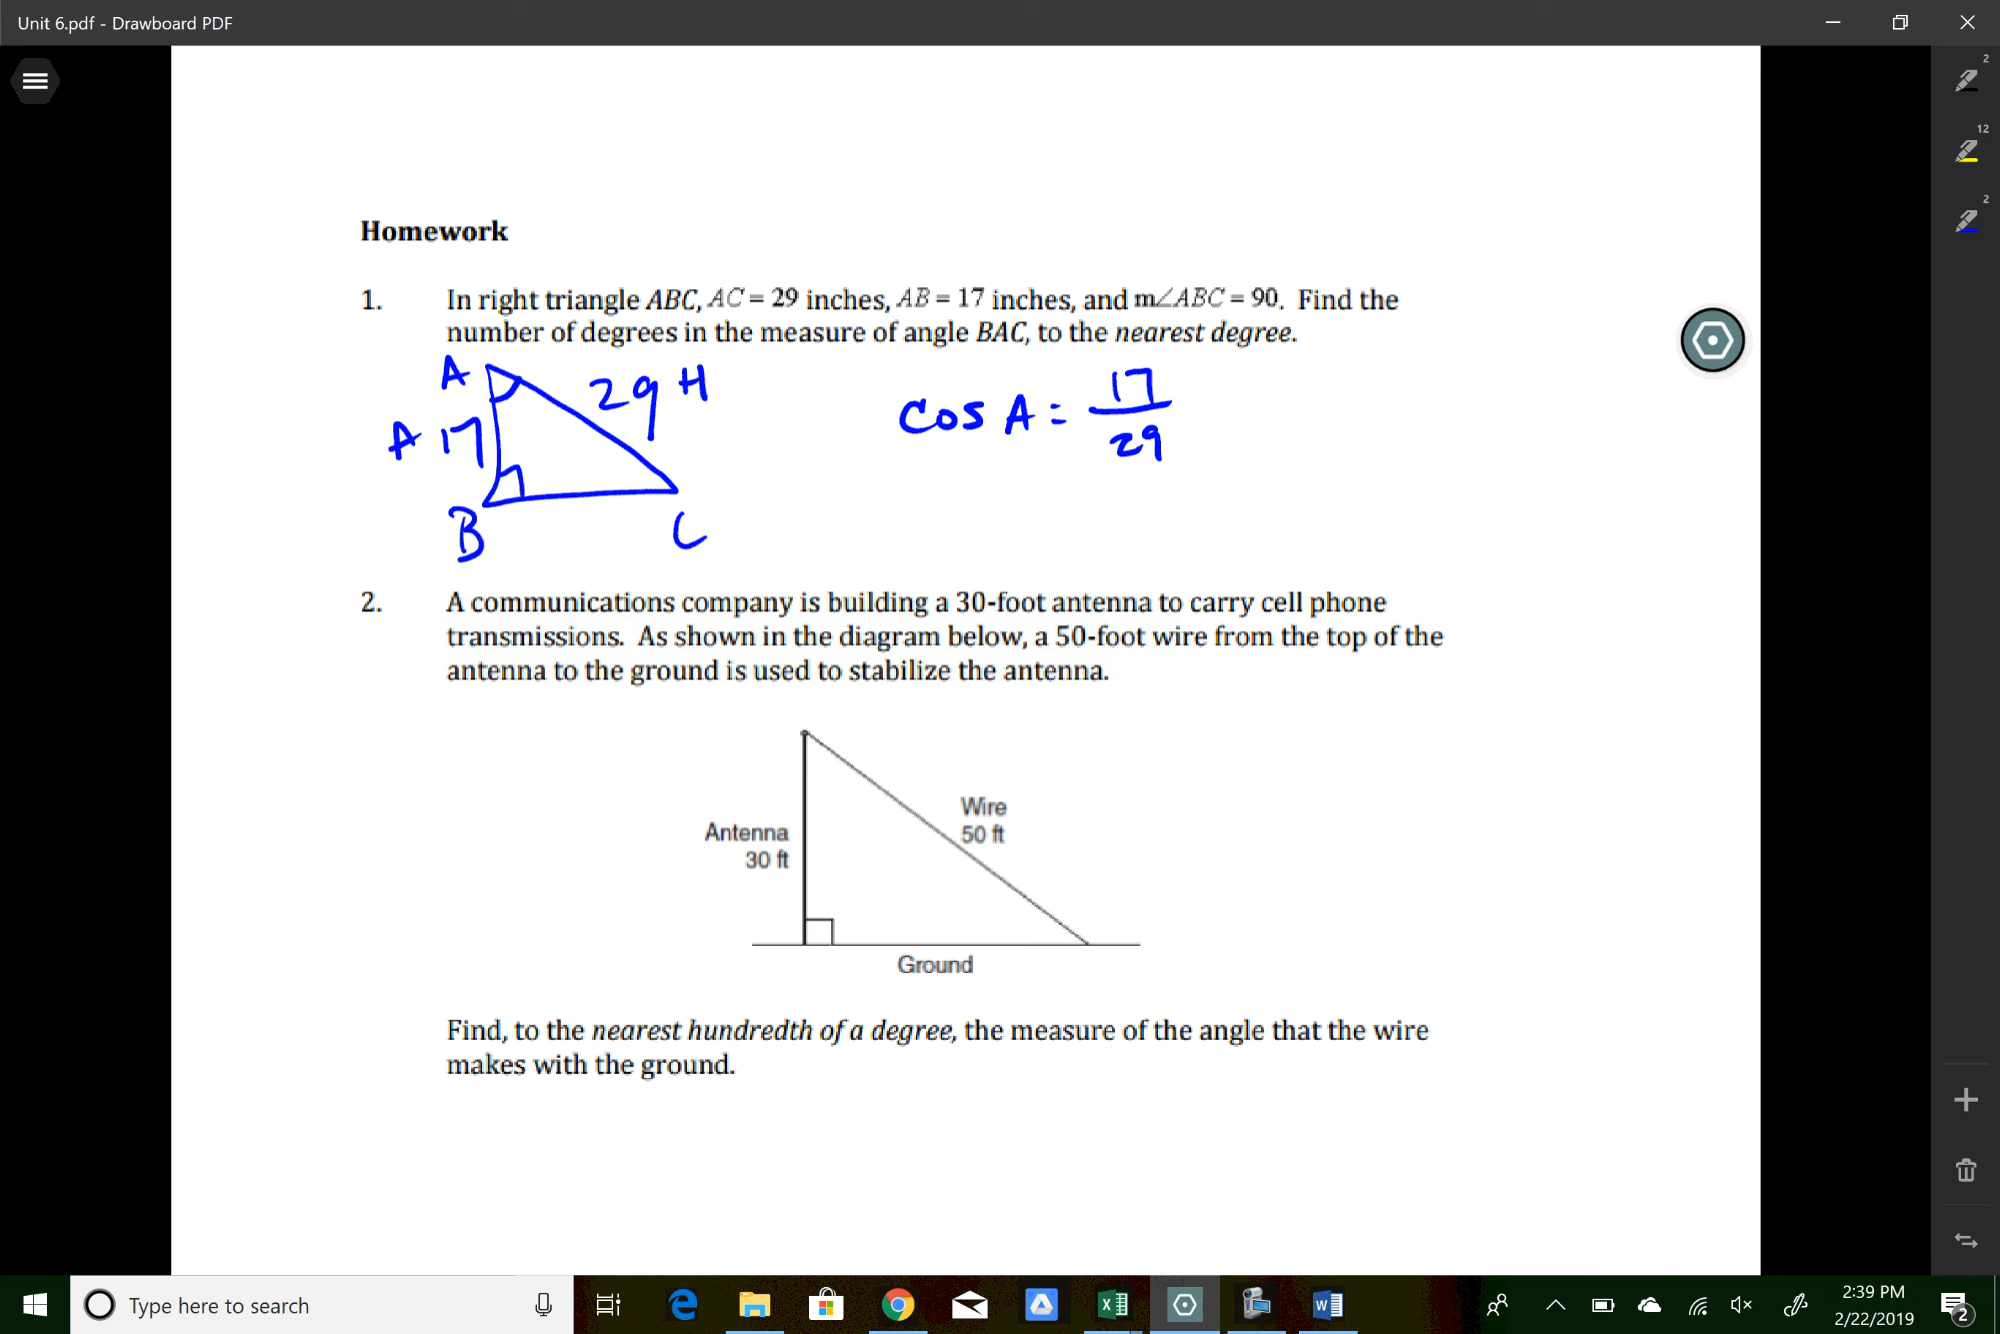 Unit 6.pdf - Drawboard PDF
2
12
2
Homework
1. In right triangle ABC, AC = 29 inches, AB = 17 inches, and m∠ABC = 90. Find the
number of degrees in the measure of angle BAC, to the nearest degree.
A
29 H
A 17
B
C
cos A = 17/29
2. A communications company is building a 30-foot antenna to carry cell phone
transmissions. As shown in the diagram below, a 50-foot wire from the top of the
antenna to the ground is used to stabilize the antenna.
Wire
50 ft
Antenna
30 ft
Ground
Find, to the nearest hundredth of a degree, the measure of the angle that the wire
makes with the ground.
Type here to search
2:39 PM
2/22/2019
2